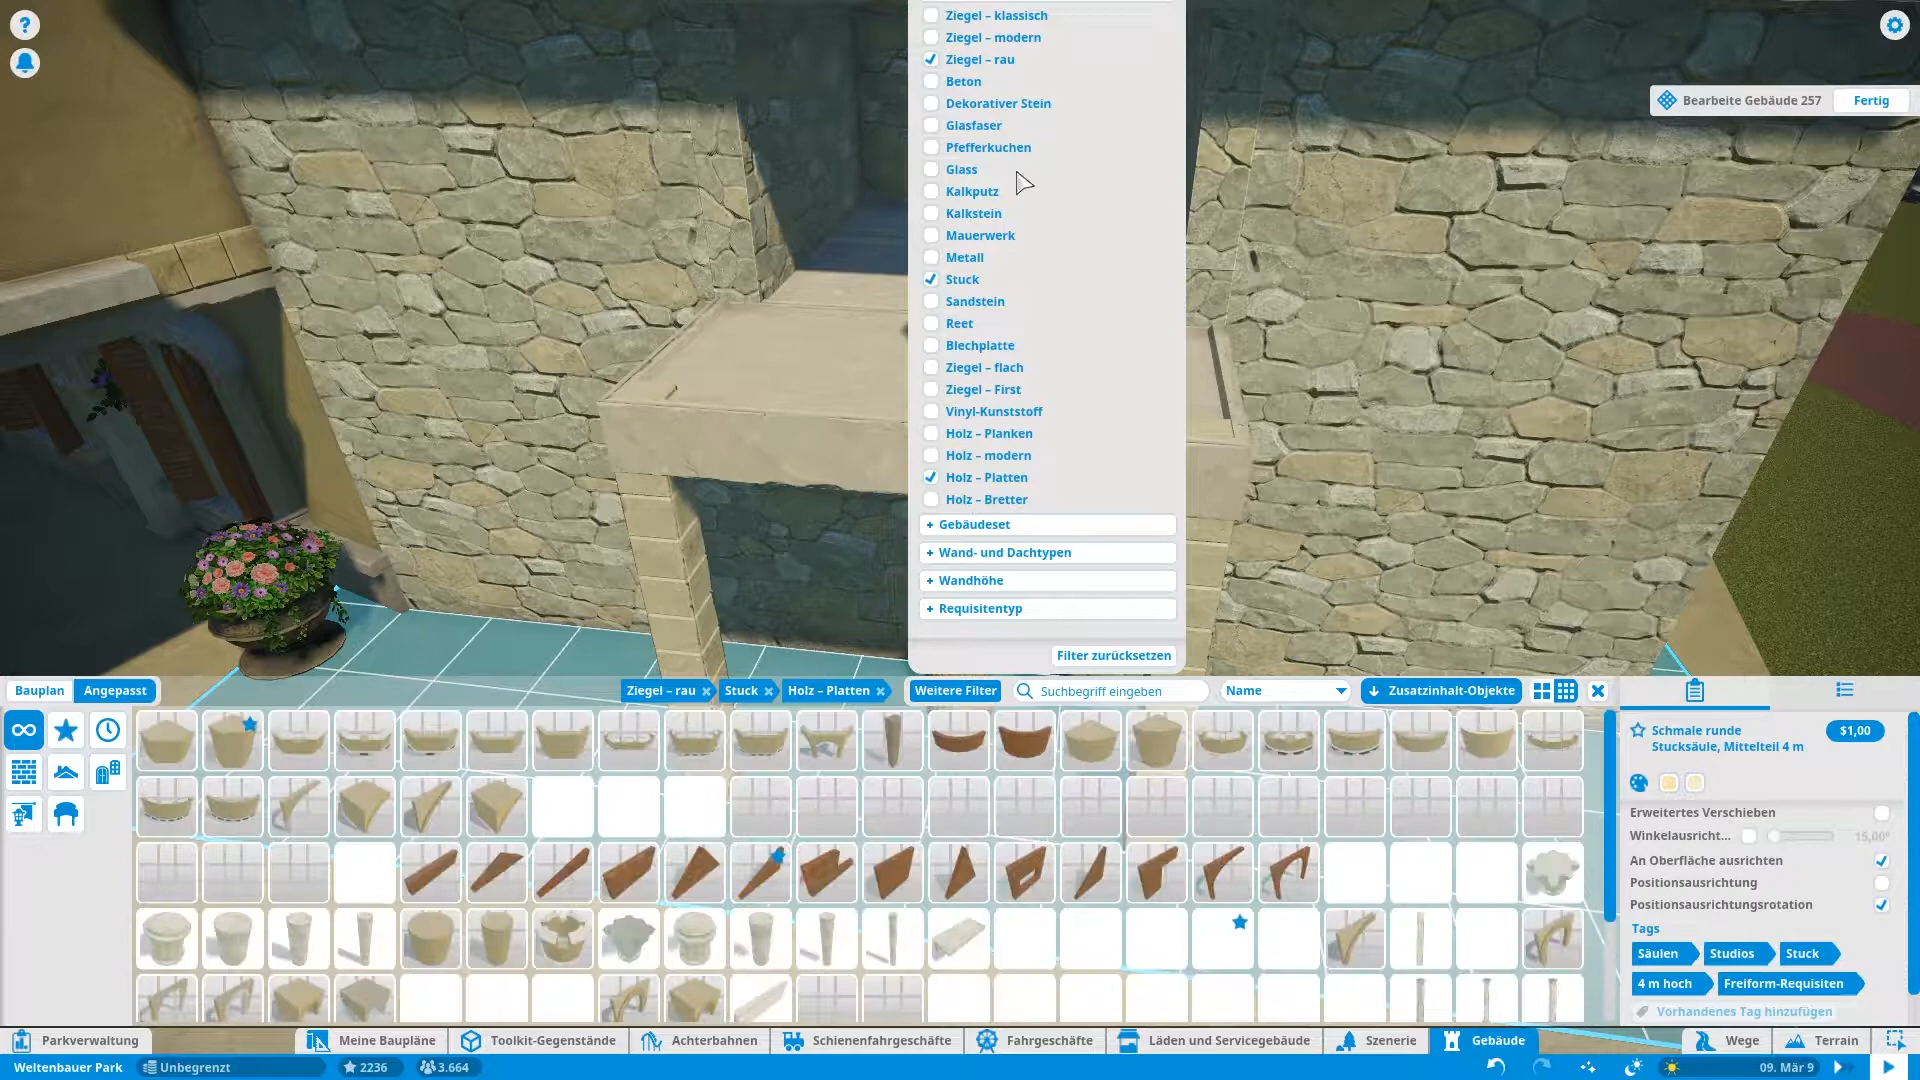 ?
Ziegel – klassisch
Ziegel – modern
Ziegel – rau
Beton
Dekorativer Stein
Glasfaser
Pfefferkuchen
Glass
Kalkputz
Kalkstein
Mauerwerk
Metall
Stuck
Sandstein
Reet
Blechplatte
Ziegel – flach
Ziegel – First
Vinyl-Kunststoff
Holz – Planken
Holz – modern
Holz – Platten
Holz – Bretter
+ Gebäudeset
+ Wand- und Dachtypen
+ Wandhöhe
+ Requisitentyp
Filter zurücksetzen
Bearbeite Gebäude 257
Fertig
Bauplan
Angepasst
Ziegel – rau
Stuck
Holz – Platten
Weitere Filter
Suchbegriff eingeben
Name
Zusatzinhalt-Objekte
Schmale runde
Stucksäule, Mittelteil 4 m
$1,00
Erweitertes Verschieben
Winkelausricht...
15,00°
An Oberfläche ausrichten
Positionsausrichtung
Positionsausrichtungsrotation
Tags
Säulen
Studios
Stuck
4 m hoch
Freiform-Requisiten
Vorhandenes Tag hinzufügen
Parkverwaltung
Meine Baupläne
Toolkit-Gegenstände
Achterbahnen
Schienenfahrgeschäfte
Fahrgeschäfte
Läden und Servicegebäude
Szenerie
Gebäude
Wege
Terrain
Weltenbauer Park
Unbegrenzt
2236
3.664
09. Mär 9